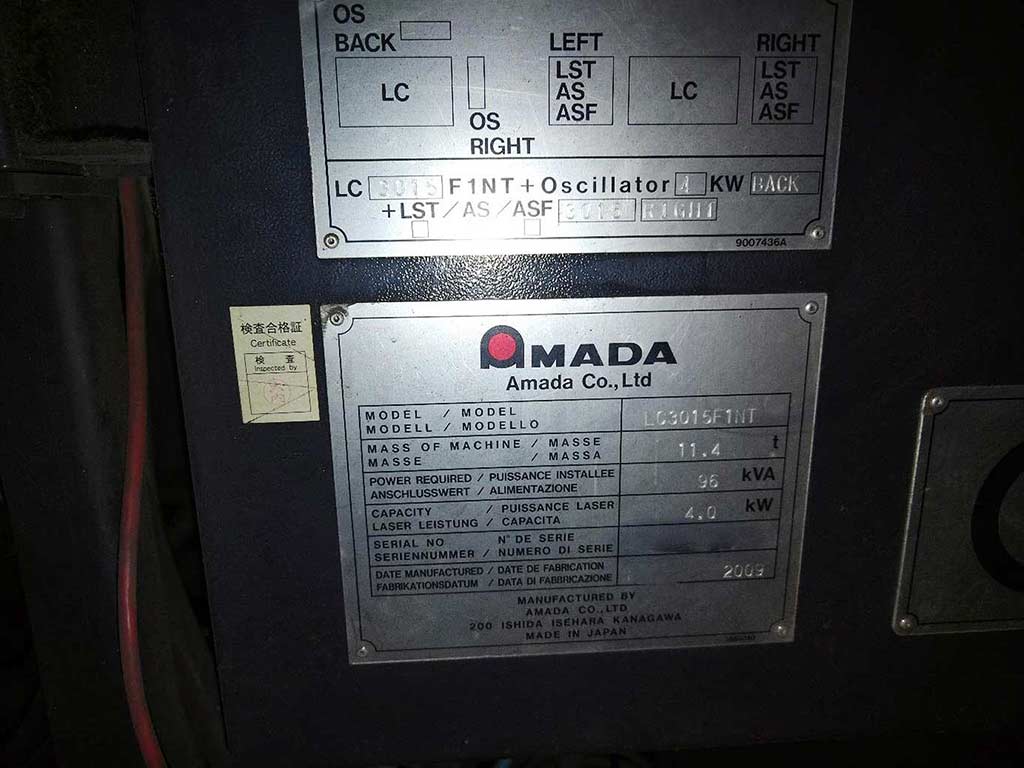 OS
BACK
LEFT
RIGHT
LC
LST
AS
ASF
LC
LST
AS
ASF
OS
RIGHT
LC 3015 F1NT + Oscillator 4 KW BACK
+ LST / AS / ASF 3015 RIGHT
9007436A
検査合格証
Certificate
検査
Inspected by
AMADA
Amada Co.,Ltd
MODEL / MODEL LC3015F1NT
MODELL / MODELLO
MASS OF MACHINE / MASSE 11.4 t
MASSE / MASSA
POWER REQUIRED / PUISSANCE INSTALLEE 96 kVA
ANSCHLUSSWERT / ALIMENTAZIONE
CAPACITY / PUISSANCE LASER 4.0 kW
LASER LEISTUNG / CAPACITA
SERIAL NO N° DE SERIE
SERIENNUMMER / NUMERO DI SERIE
DATE MANUFACTURED / DATE DE FABRICATION 2009
FABRIKATIONSDATUM / DATA DI FABBRICAZIONE
MANUFACTURED BY
AMADA CO.,LTD
200 ISHIDA ISEHARA KANAGAWA
MADE IN JAPAN